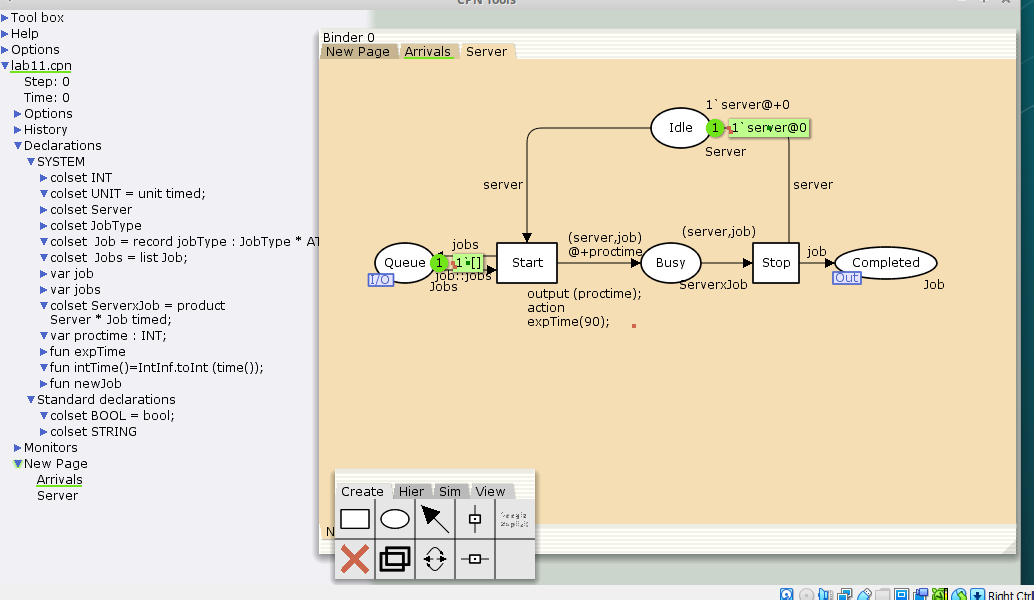 CPN Tools
Tool box
Help
Options
lab11.cpn
Step: 0
Time: 0
Options
History
Declarations
SYSTEM
colset INT
colset UNIT = unit timed;
colset Server
colset JobType
colset Job = record jobType : JobType * AT
colset Jobs = list Job;
var job
var jobs
colset ServerxJob = product
Server * Job timed;
var proctime : INT;
fun expTime
fun intTime()=IntInf.toInt (time());
fun newJob
Standard declarations
colset BOOL = bool;
colset STRING
Monitors
New Page
Arrivals
Server
Binder 0
New Page Arrivals Server
1`server@+0
Idle 1 1`server@0
Server
server server
jobs (server,job) (server,job)
@+proctime
job
Queue 1 1`[] Start Busy Stop Completed
I/O job::jobs Out
Jobs ServerxJob Job
output (proctime);
action
expTime(90);
Create Hier Sim View
N
Right Ctrl